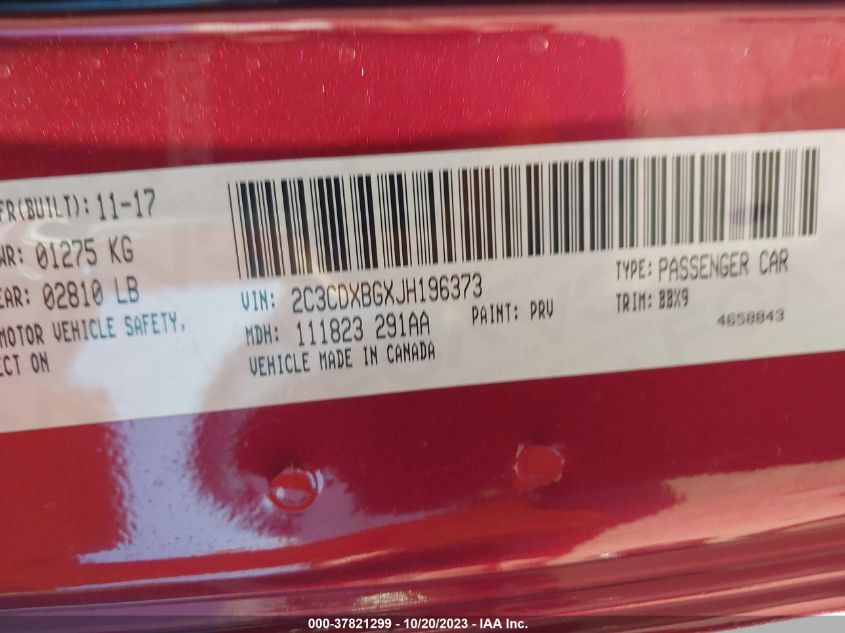 FR(BUILT): 11-17
WR: 01275 KG
EAR: 02810 LB
MOTOR VEHICLE SAFETY,
ECT ON
VIN: 2C3CDXBGXJH196373
MDH: 111823 291AA
PAINT: PRV
VEHICLE MADE IN CANADA
TYPE: PASSENGER CAR
TRIM: BBX9
4658843
000-37821299 - 10/20/2023 - IAA Inc.